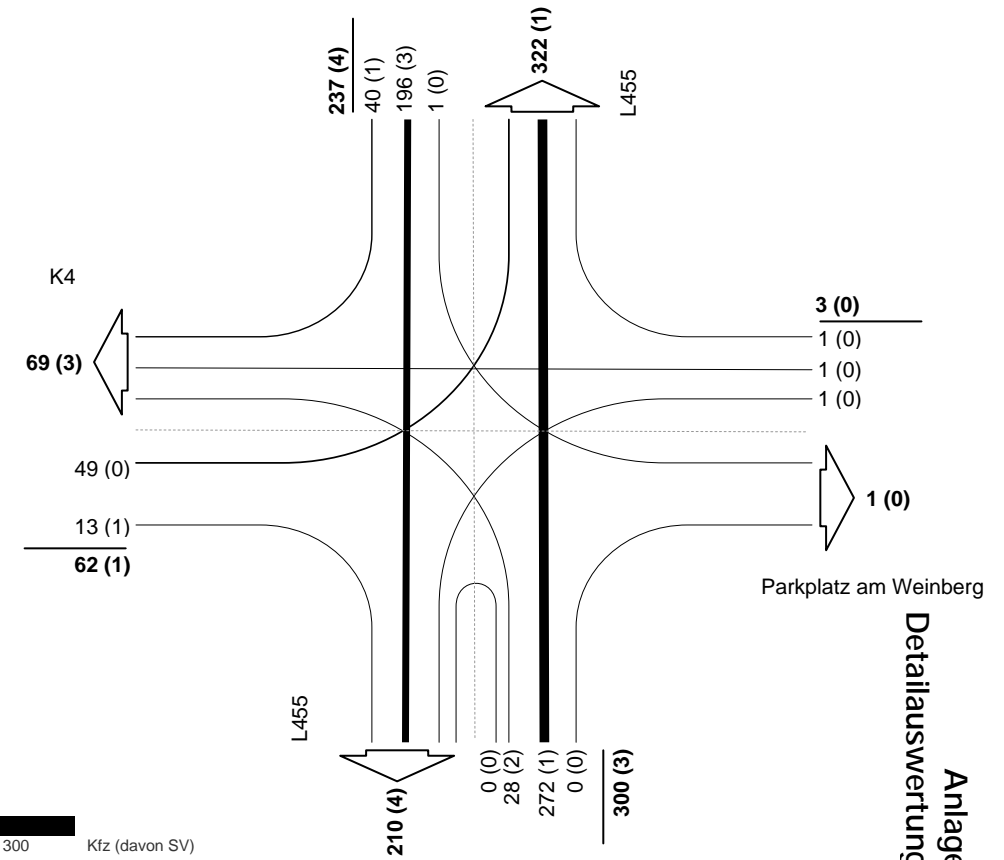 237 (4)
40 (1)
196 (3)
1 (0)
322 (1)
L455
K4
69 (3)
3 (0)
1 (0)
1 (0)
1 (0)
49 (0)
13 (1)
62 (1)
1 (0)
Parkplatz am Weinberg
L455
210 (4)
0 (0)
28 (2)
272 (1)
0 (0)
300 (3)
Anlage
Detailauswertung
300 Kfz (davon SV)